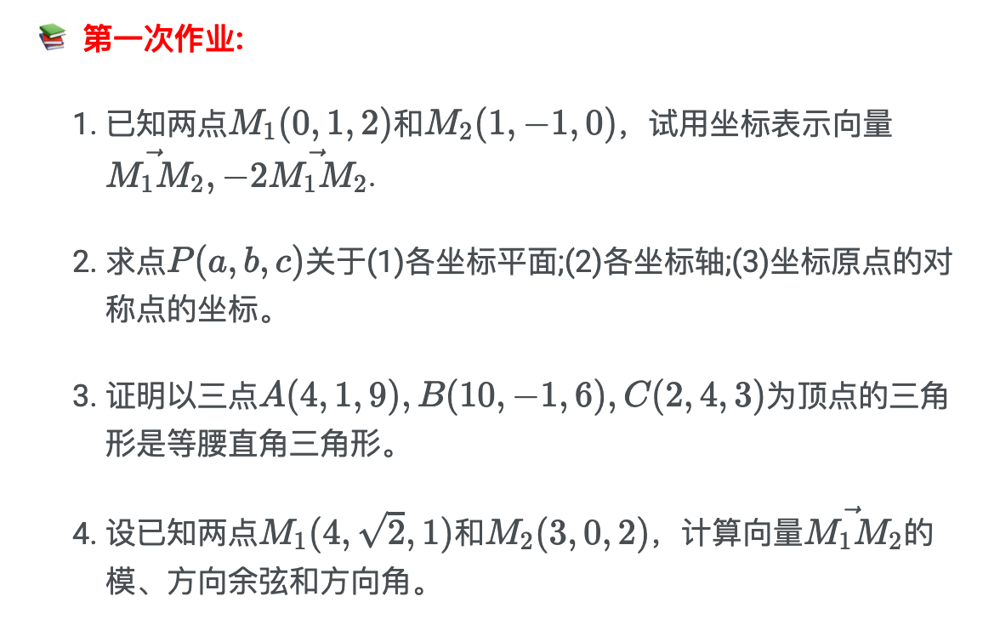 第一次作业:
1. 已知两点$M_1(0,1,2)$和$M_2(1,-1,0)$，试用坐标表示向量
$M_1\vec{}M_2,-2M_1\vec{}M_2$.
2. 求点$P(a,b,c)$关于(1)各坐标平面;(2)各坐标轴;(3)坐标原点的对
称点的坐标。
3. 证明以三点$A(4,1,9),B(10,-1,6),C(2,4,3)$为顶点的三角
形是等腰直角三角形。
4. 设已知两点$M_1(4,\sqrt{2},1)$和$M_2(3,0,2)$，计算向量$M_1\vec{}M_2$的
模、方向余弦和方向角。